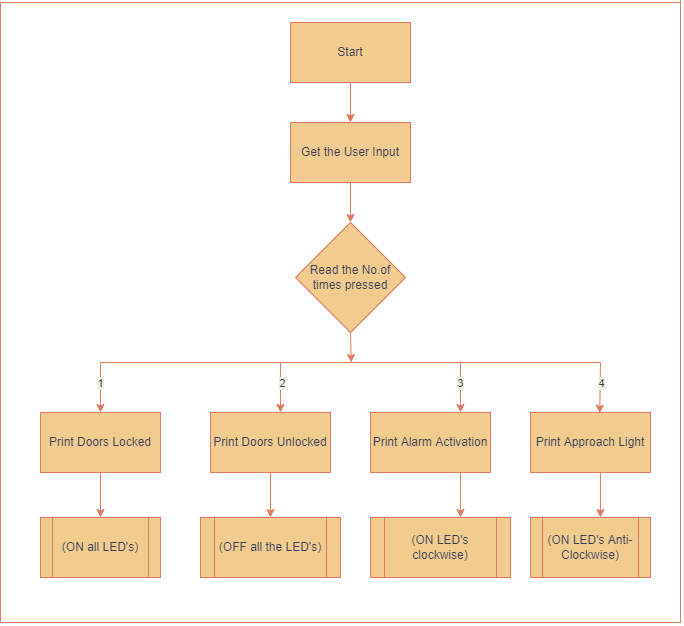 Start
Get the User Input
Read the No.of
times pressed
1
2
3
4
Print Doors Locked
Print Doors Unlocked
Print Alarm Activation
Print Approach Light
(ON all LED's)
(OFF all the LED's)
(ON LED's
clockwise)
(ON LED's Anti-
Clockwise)